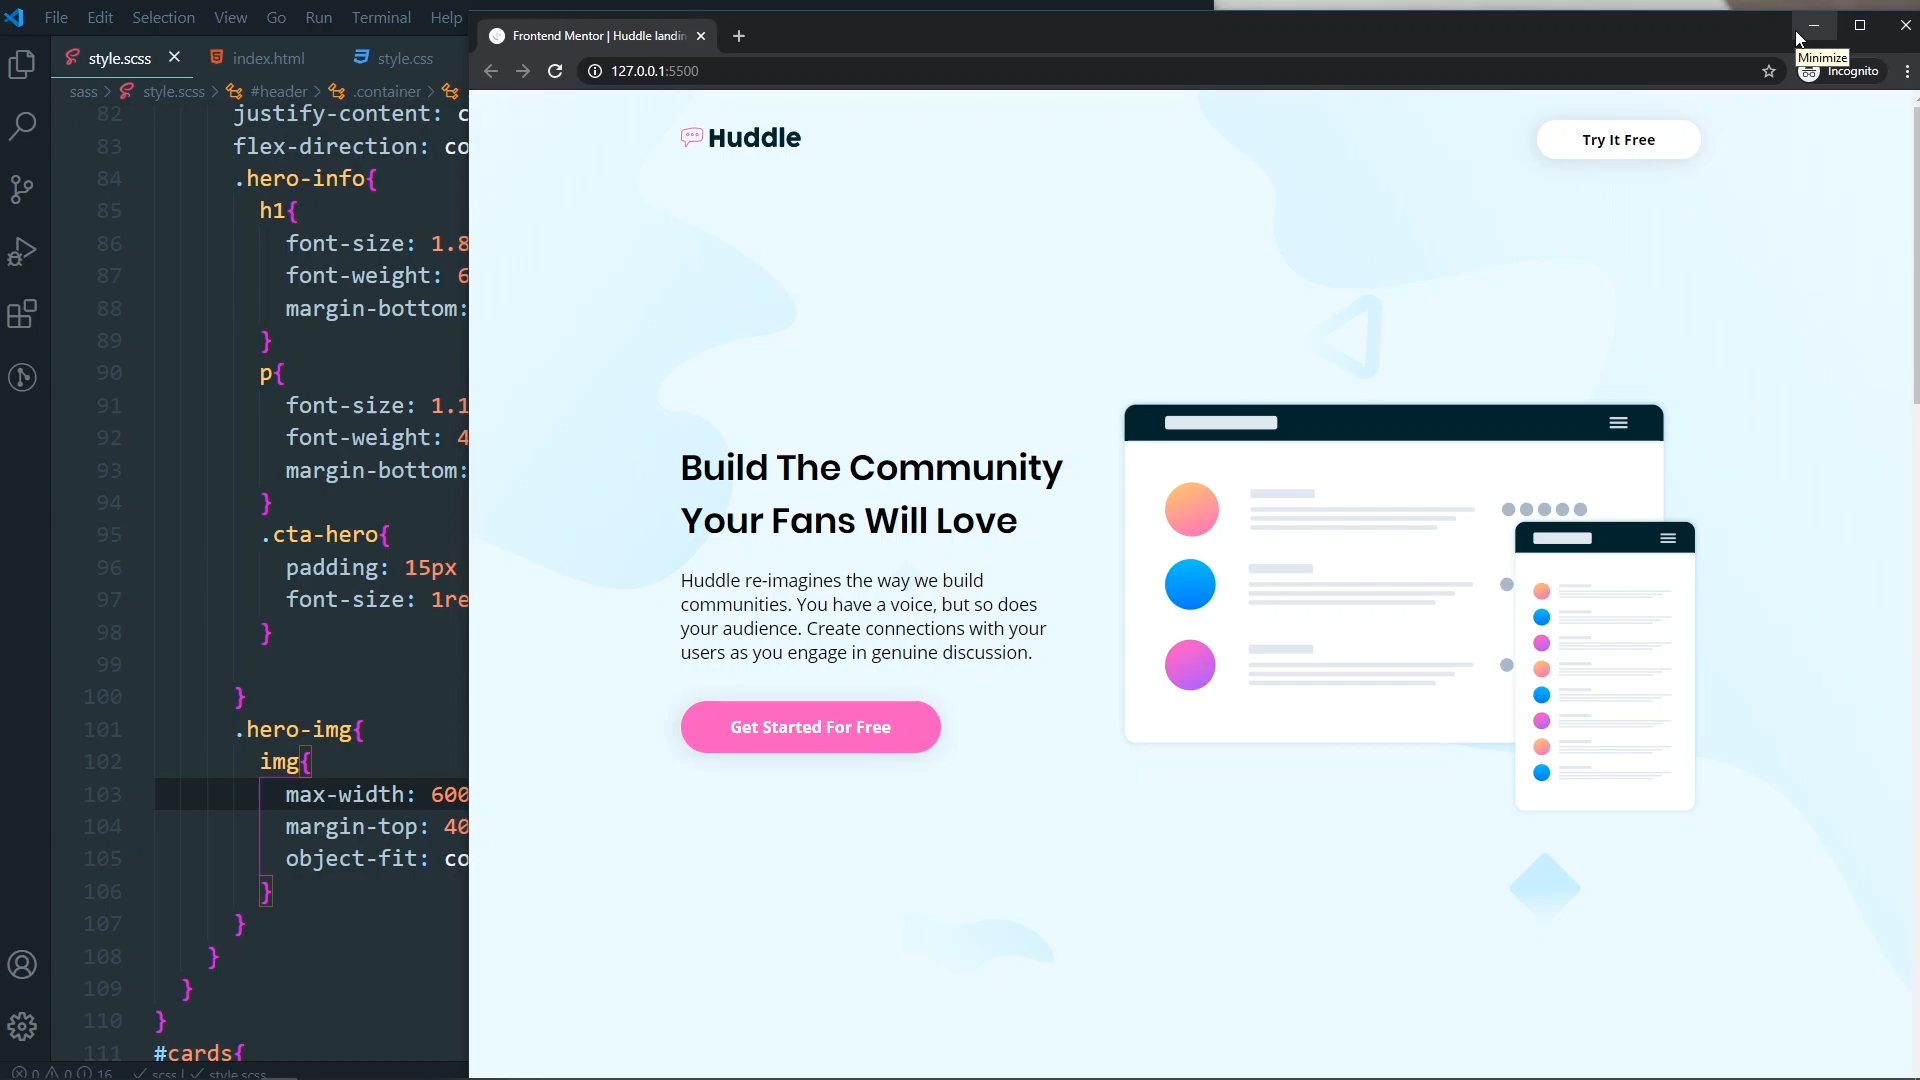 File Edit Selection View Go Run Terminal Help
style.scss index.html style.css
sass > style.scss > #header > .container >
82 justify-content: c
83 flex-direction: co
84 .hero-info{
85 h1{
86 font-size: 1.8
87 font-weight: 6
88 margin-bottom:
89 }
90 p{
91 font-size: 1.1
92 font-weight: 4
93 margin-bottom:
94 }
95 .cta-hero{
96 padding: 15px
97 font-size: 1re
98 }
99
100 }
101 .hero-img{
102 img{
103 max-width: 600
104 margin-top: 40
105 object-fit: co
106 }
107 }
108 }
109 }
110 }
111 #cards{
0 0 16 scss | style.scss
Frontend Mentor | Huddle landin
127.0.0.1:5500
Minimize
Incognito
Huddle
Try It Free
Build The Community
Your Fans Will Love
Huddle re-imagines the way we build
communities. You have a voice, but so does
your audience. Create connections with your
users as you engage in genuine discussion.
Get Started For Free